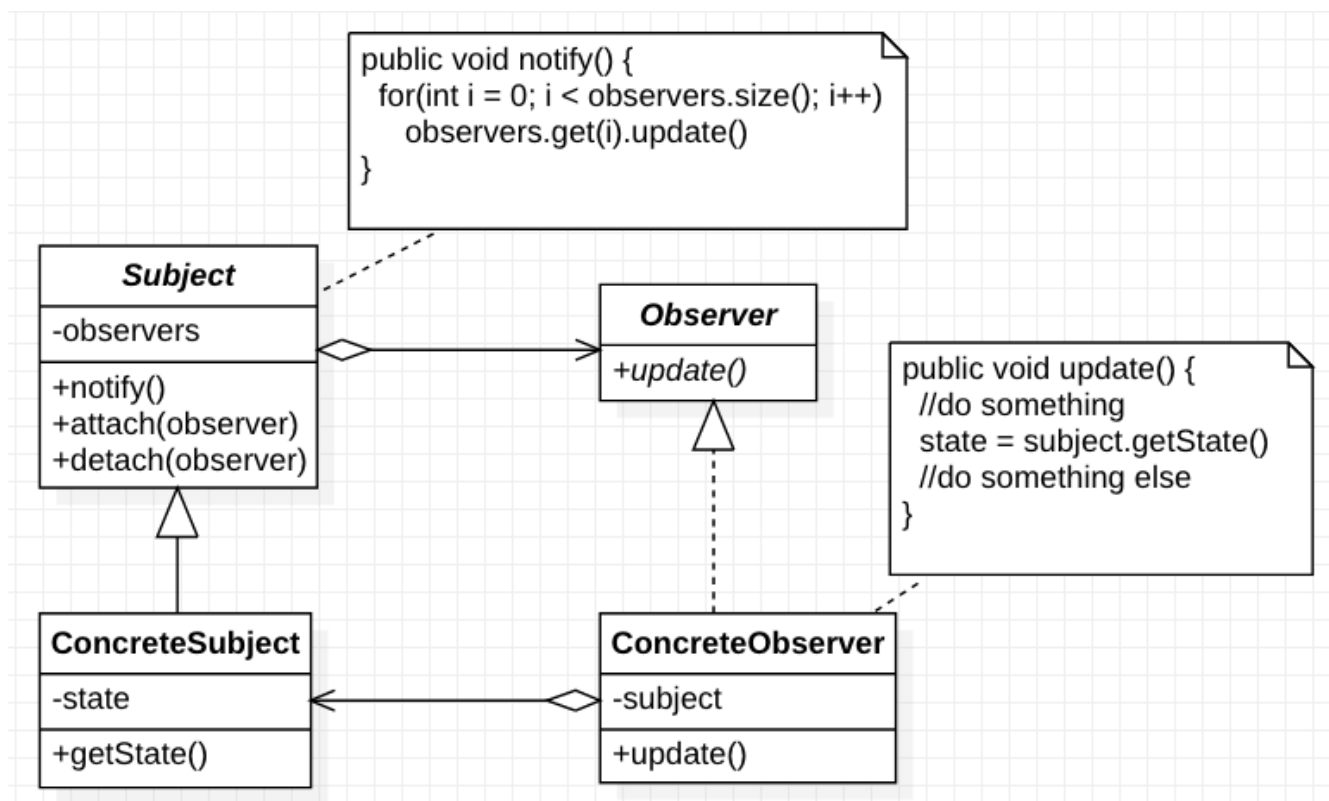 public void notify() {
for(int i = 0; i < observers.size(); i++)
observers.get(i).update()
}
Subject
-observers
+notify()
+attach(observer)
+detach(observer)
Observer
+update()
public void update() {
//do something
state = subject.getState()
//do something else
}
ConcreteSubject
-state
+getState()
ConcreteObserver
-subject
+update()